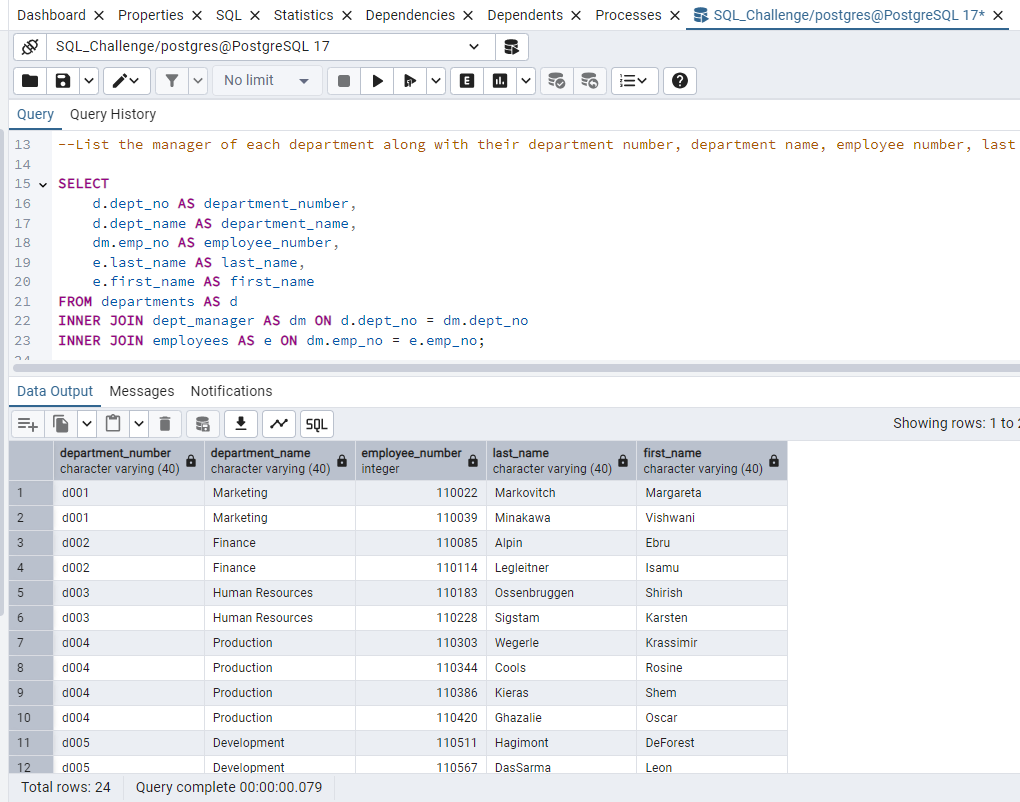 Dashboard Properties SQL Statistics Dependencies Dependents Processes SQL_Challenge/postgres@PostgreSQL 17*
SQL_Challenge/postgres@PostgreSQL 17
No limit E
Query Query History
13 --List the manager of each department along with their department number, department name, employee number, last
14
15 SELECT
16 d.dept_no AS department_number,
17 d.dept_name AS department_name,
18 dm.emp_no AS employee_number,
19 e.last_name AS last_name,
20 e.first_name AS first_name
21 FROM departments AS d
22 INNER JOIN dept_manager AS dm ON d.dept_no = dm.dept_no
23 INNER JOIN employees AS e ON dm.emp_no = e.emp_no;
24
Data Output Messages Notifications
SQL Showing rows: 1 to 2
department_number department_name employee_number last_name first_name
character varying (40) character varying (40) integer character varying (40) character varying (40)
1 d001 Marketing 110022 Markovitch Margareta
2 d001 Marketing 110039 Minakawa Vishwani
3 d002 Finance 110085 Alpin Ebru
4 d002 Finance 110114 Legleitner Isamu
5 d003 Human Resources 110183 Ossenbruggen Shirish
6 d003 Human Resources 110228 Sigstam Karsten
7 d004 Production 110303 Wegerle Krassimir
8 d004 Production 110344 Cools Rosine
9 d004 Production 110386 Kieras Shem
10 d004 Production 110420 Ghazalie Oscar
11 d005 Development 110511 Hagimont DeForest
12 d005 Development 110567 DasSarma Leon
Total rows: 24 Query complete 00:00:00.079